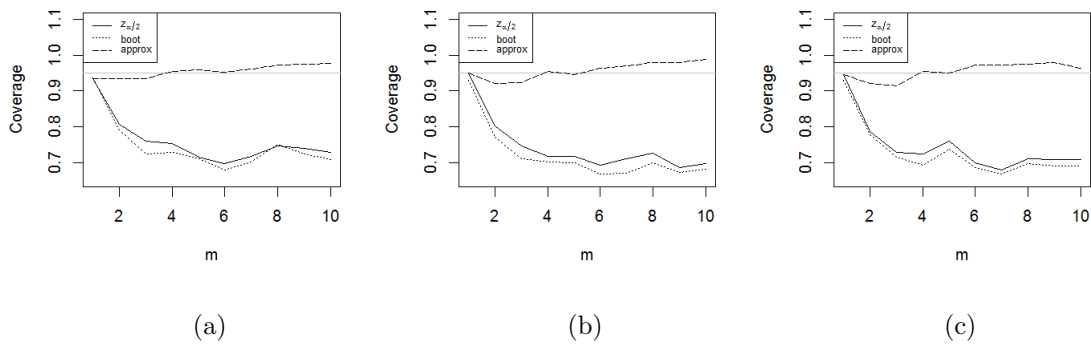 Coverage
1.1
1.0
0.9
0.8
0.7
z_α/2
boot
approx
2 4 6 8 10
m
(a)
Coverage
1.1
1.0
0.9
0.8
0.7
z_α/2
boot
approx
2 4 6 8 10
m
(b)
Coverage
1.1
1.0
0.9
0.8
0.7
z_α/2
boot
approx
2 4 6 8 10
m
(c)